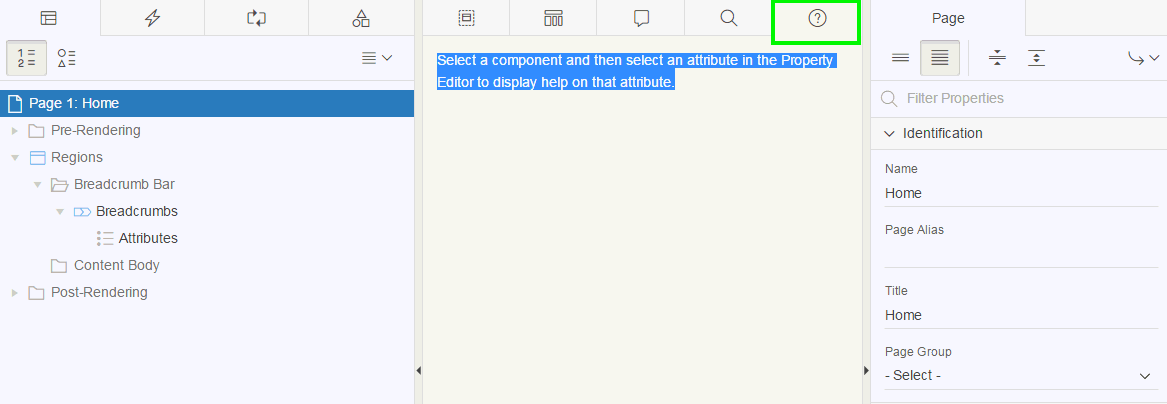 Page
1
2
Page 1: Home
Pre-Rendering
Regions
Breadcrumb Bar
Breadcrumbs
Attributes
Content Body
Post-Rendering
Select a component and then select an attribute in the Property
Editor to display help on that attribute.
Filter Properties
Identification
Name
Home
Page Alias
Title
Home
Page Group
- Select -